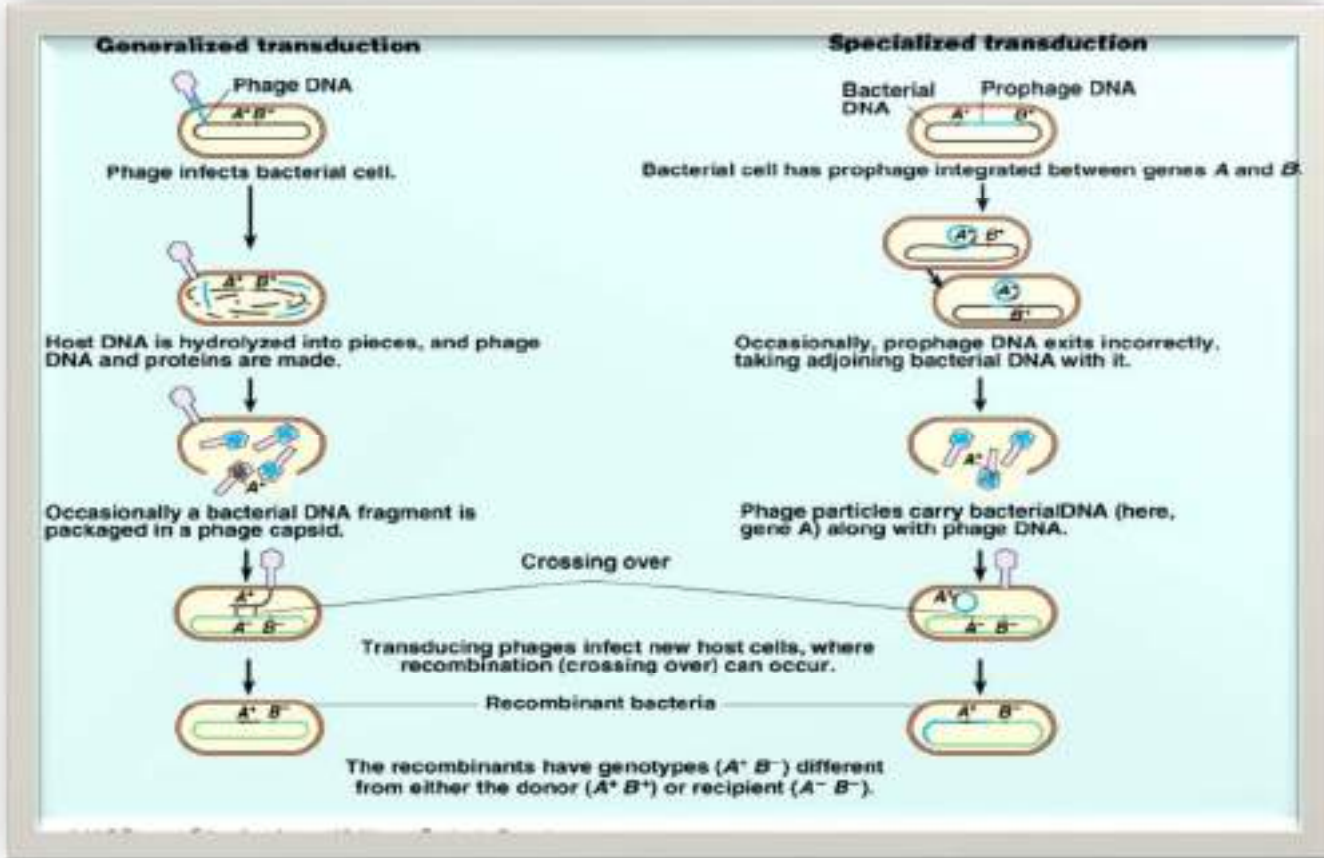 Generalized transduction
Phage DNA
A⁺ B⁺
Phage infects bacterial cell.
A⁺ B⁺
Host DNA is hydrolyzed into pieces, and phage
DNA and proteins are made.
A⁺
Occasionally a bacterial DNA fragment is
packaged in a phage capsid.
A⁺
A⁻ B⁻
A⁺ B⁻
Specialized transduction
Bacterial
DNA
Prophage DNA
A⁺ B⁺
Bacterial cell has prophage integrated between genes A and B.
A⁺ B⁺
A⁺
B⁺
Occasionally, prophage DNA exits incorrectly,
taking adjoining bacterial DNA with it.
A⁺
Phage particles carry bacterialDNA (here,
gene A) along with phage DNA.
A⁺
A⁻ B⁻
A⁺ B⁻
Crossing over
Transducing phages infect new host cells, where
recombination (crossing over) can occur.
Recombinant bacteria
The recombinants have genotypes (A⁺ B⁻) different
from either the donor (A⁺ B⁺) or recipient (A⁻ B⁻).